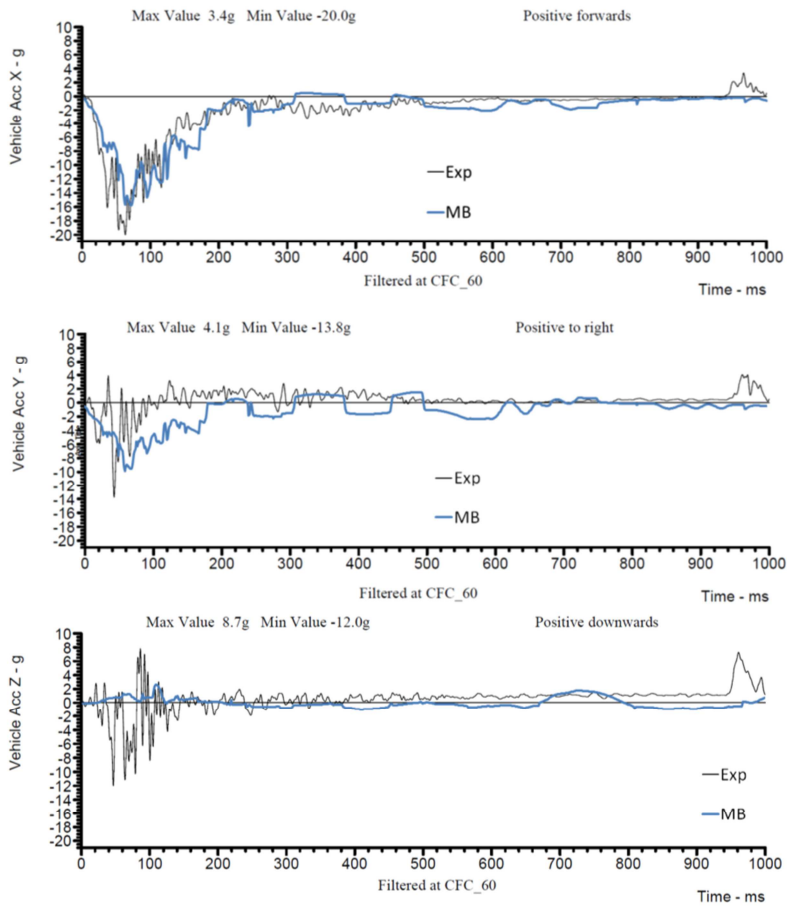 Max Value 3.4g Min Value -20.0g Positive forwards
Vehicle Acc X - g
10
8
6
4
2
0
-2
-4
-6
-8
-10
-12
-14
-16
-18
-20
Exp
MB
0 100 200 300 400 500 600 700 800 900 1000
Filtered at CFC_60
Time - ms
Max Value 4.1g Min Value -13.8g Positive to right
Vehicle Acc Y - g
10
8
6
4
2
0
-2
-4
-6
-8
-10
-12
-14
-16
-18
-20
Exp
MB
0 100 200 300 400 500 600 700 800 900 1000
Filtered at CFC_60
Time - ms
Max Value 8.7g Min Value -12.0g Positive downwards
Vehicle Acc Z - g
10
8
6
4
2
0
-2
-4
-6
-8
-10
-12
-14
-16
-18
-20
Exp
MB
0 100 200 300 400 500 600 700 800 900 1000
Filtered at CFC_60
Time - ms